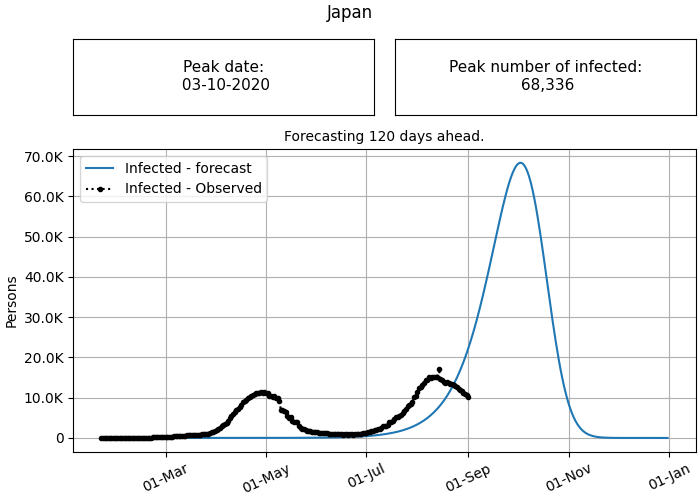 Japan
Peak date:
03-10-2020
Peak number of infected:
68,336
Forecasting 120 days ahead.
70.0K
60.0K
50.0K
40.0K
30.0K
20.0K
10.0K
0
Persons
Infected - forecast
Infected - Observed
01-Mar
01-May
01-Jul
01-Sep
01-Nov
01-Jan